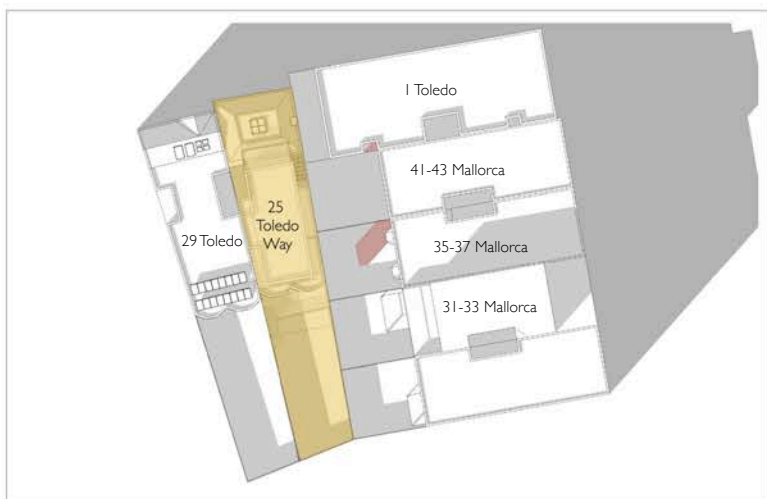 1 Toledo
41-43 Mallorca
25
Toledo
Way
29 Toledo
35-37 Mallorca
31-33 Mallorca